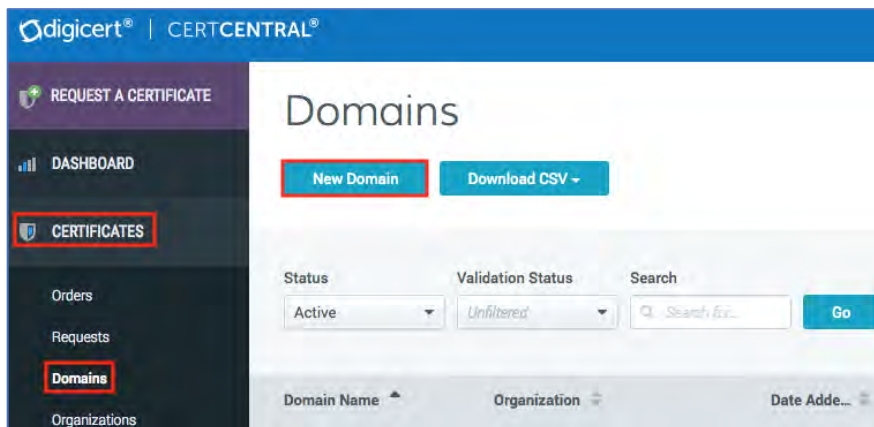 digicert® | CERTCENTRAL®
REQUEST A CERTIFICATE
DASHBOARD
CERTIFICATES
Orders
Requests
Domains
Organizations
Domains
New Domain
Download CSV
Status
Validation Status
Search
Active
Unfiltered
Search for...
Go
Domain Name
Organization
Date Adde...